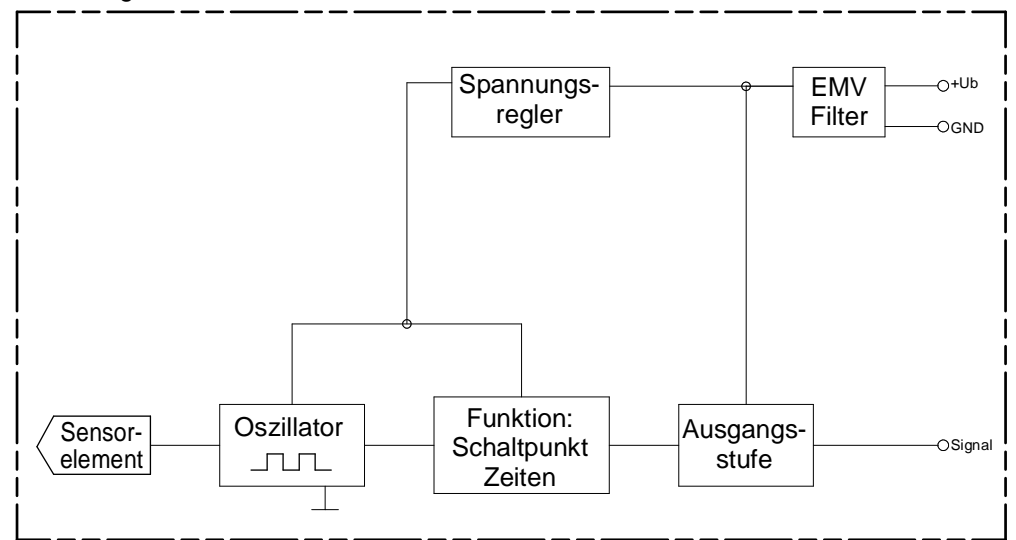 Spannungs-
regler
EMV
Filter
+Ub
GND
Sensor-
element
Oszillator
Funktion:
Schaltpunkt
Zeiten
Ausgangs-
stufe
Signal